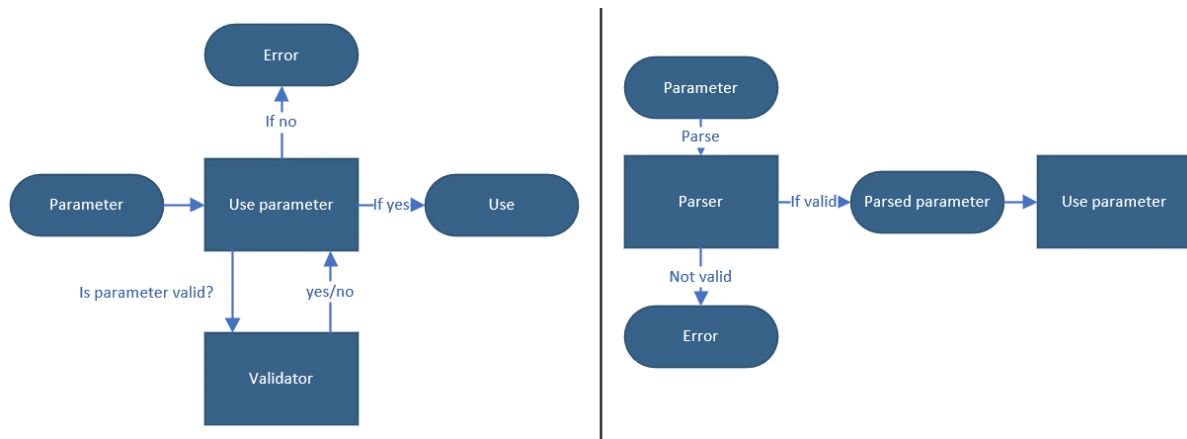 Error
If no
Parameter
Use parameter
If yes
Use
Is parameter valid?
yes/no
Validator
Parameter
Parse
Parser
If valid
Parsed parameter
Use parameter
Not valid
Error